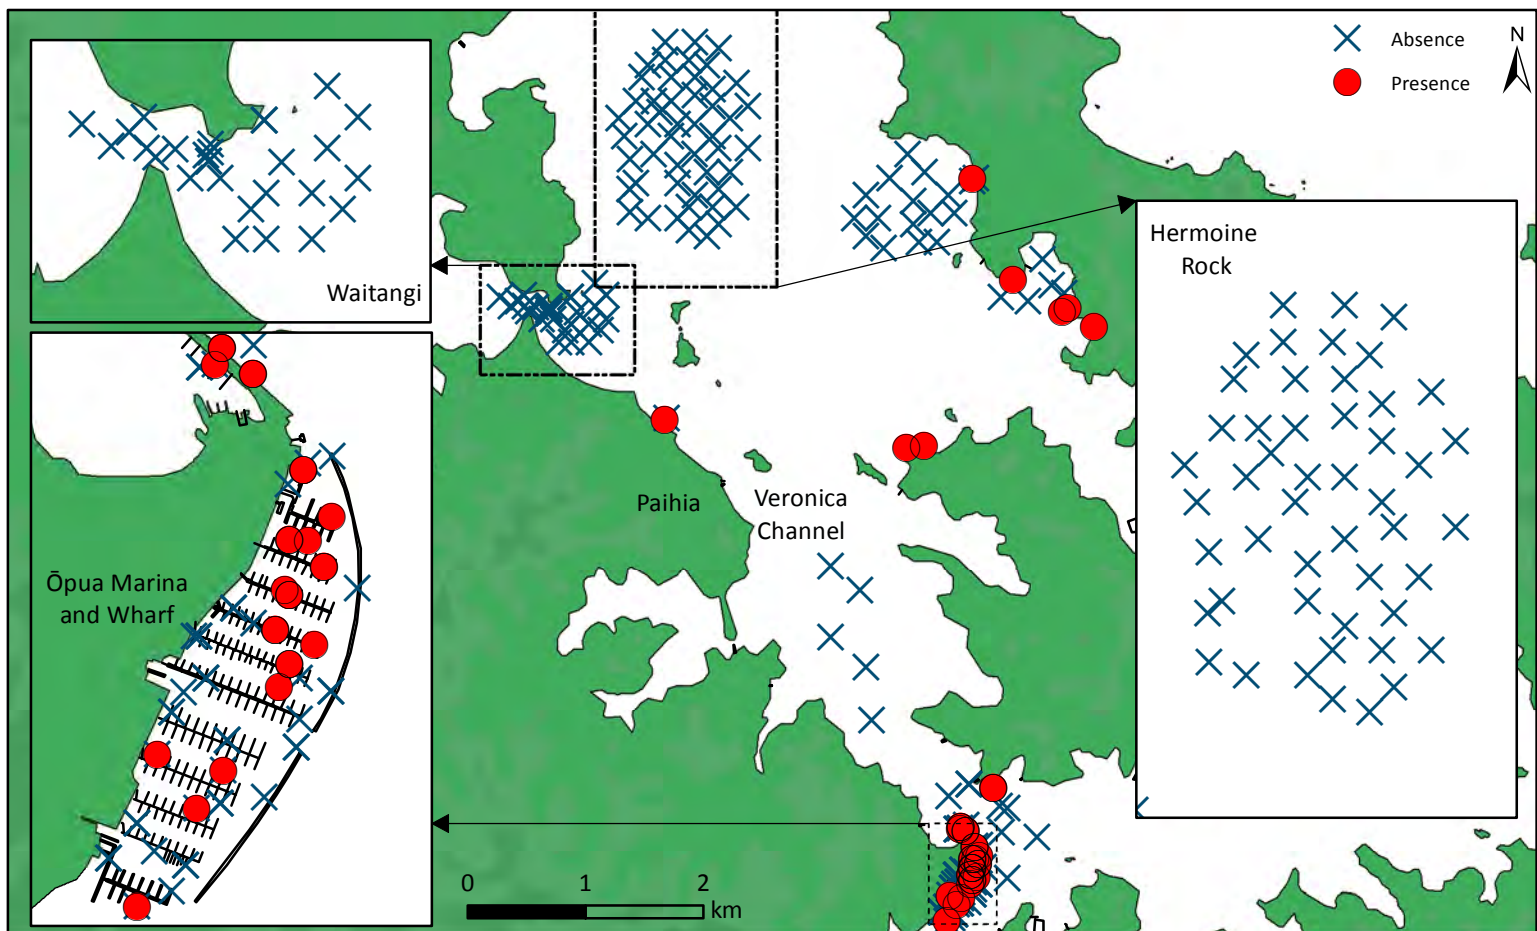 Absence
Presence
N
Waitangi
Hermoine
Rock
Paihia
Veronica
Channel
Ōpua Marina
and Wharf
0
1
2
km